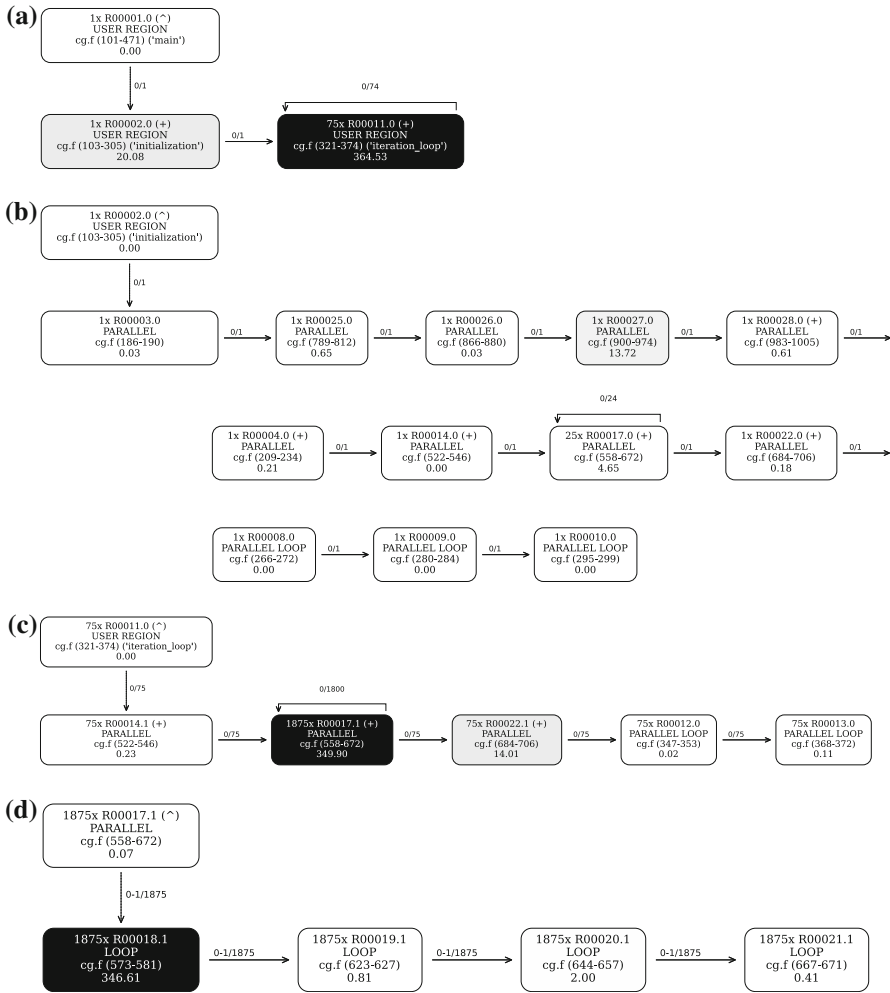 (a)
1x R00001.0 (^)
USER REGION
cg.f (101-471) ('main')
0.00
0/1
1x R00002.0 (+)
USER REGION
cg.f (103-305) ('initialization')
20.08
0/1
0/74
75x R00011.0 (+)
USER REGION
cg.f (321-374) ('iteration_loop')
364.53
(b)
1x R00002.0 (^)
USER REGION
cg.f (103-305) ('initialization')
0.00
0/1
1x R00003.0
PARALLEL
cg.f (186-190)
0.03
0/1
1x R00025.0
PARALLEL
cg.f (789-812)
0.65
0/1
1x R00026.0
PARALLEL
cg.f (866-880)
0.03
0/1
1x R00027.0
PARALLEL
cg.f (900-974)
13.72
0/1
1x R00028.0 (+)
PARALLEL
cg.f (983-1005)
0.61
0/1
1x R00004.0 (+)
PARALLEL
cg.f (209-234)
0.21
0/1
1x R00014.0 (+)
PARALLEL
cg.f (522-546)
0.00
0/1
0/24
25x R00017.0 (+)
PARALLEL
cg.f (558-672)
4.65
0/1
1x R00022.0 (+)
PARALLEL
cg.f (684-706)
0.18
0/1
1x R00008.0
PARALLEL LOOP
cg.f (266-272)
0.00
0/1
1x R00009.0
PARALLEL LOOP
cg.f (280-284)
0.00
0/1
1x R00010.0
PARALLEL LOOP
cg.f (295-299)
0.00
(c)
75x R00011.0 (^)
USER REGION
cg.f (321-374) ('iteration_loop')
0.00
0/75
75x R00014.1 (+)
PARALLEL
cg.f (522-546)
0.23
0/75
0/1800
1875x R00017.1 (+)
PARALLEL
cg.f (558-672)
349.90
0/75
75x R00022.1 (+)
PARALLEL
cg.f (684-706)
14.01
0/75
75x R00012.0
PARALLEL LOOP
cg.f (347-353)
0.02
0/75
75x R00013.0
PARALLEL LOOP
cg.f (368-372)
0.11
(d)
1875x R00017.1 (^)
PARALLEL
cg.f (558-672)
0.07
0-1/1875
1875x R00018.1
LOOP
cg.f (573-581)
346.61
0-1/1875
1875x R00019.1
LOOP
cg.f (623-627)
0.81
0-1/1875
1875x R00020.1
LOOP
cg.f (644-657)
2.00
0-1/1875
1875x R00021.1
LOOP
cg.f (667-671)
0.41